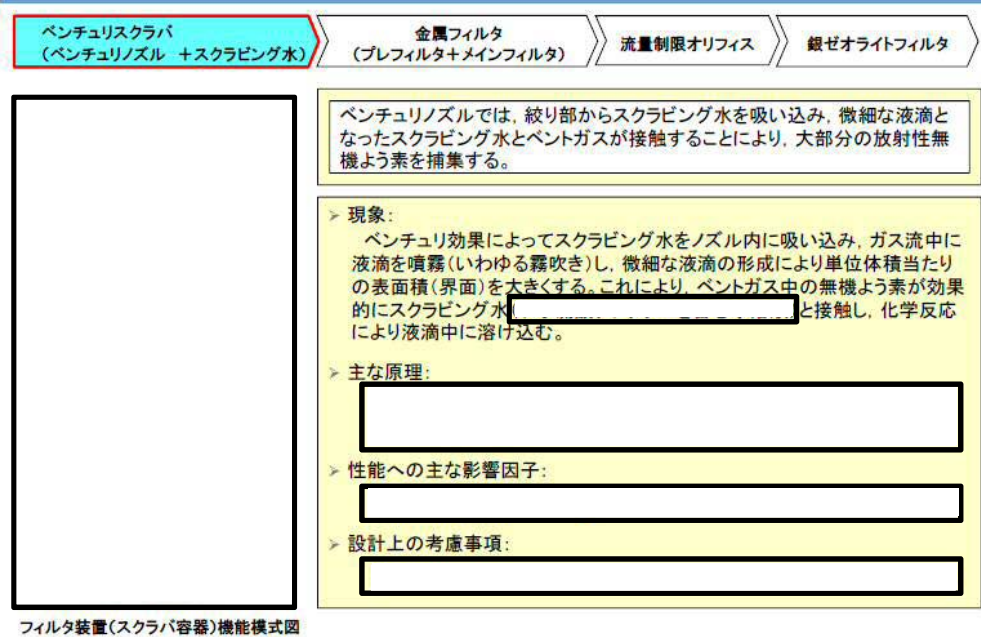 ベンチュリスクラバ
(ベンチュリノズル +スクラビング水)
金属フィルタ
(プレフィルタ+メインフィルタ)
流量制限オリフィス
銀ゼオライトフィルタ
ベンチュリノズルでは, 絞り部からスクラビング水を吸い込み, 微細な液滴と
なったスクラビング水とベントガスが接触することにより, 大部分の放射性無
機よう素を捕集する。
➢ 現象:
ベンチュリ効果によってスクラビング水をノズル内に吸い込み, ガス流中に
液滴を噴霧(いわゆる霧吹き)し, 微細な液滴の形成により単位体積当たり
の表面積(界面)を大きくする。これにより, ベントガス中の無機よう素が効果
的にスクラビング水 と接触し, 化学反応
により液滴中に溶け込む。
➢ 主な原理:
➢ 性能への主な影響因子:
➢ 設計上の考慮事項:
フィルタ装置(スクラバ容器)機能模式図